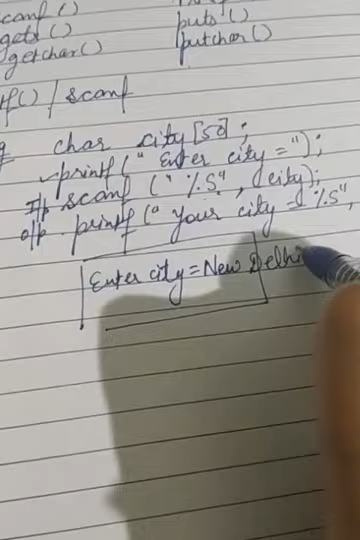 scanf()
gets() puts()
getchar() putchar()
f() / scanf
char city[50];
printf(" Enter city =");
I/p scanf (" %s", city);
o/p printf (" your city = %s",
Enter city = New Delhi